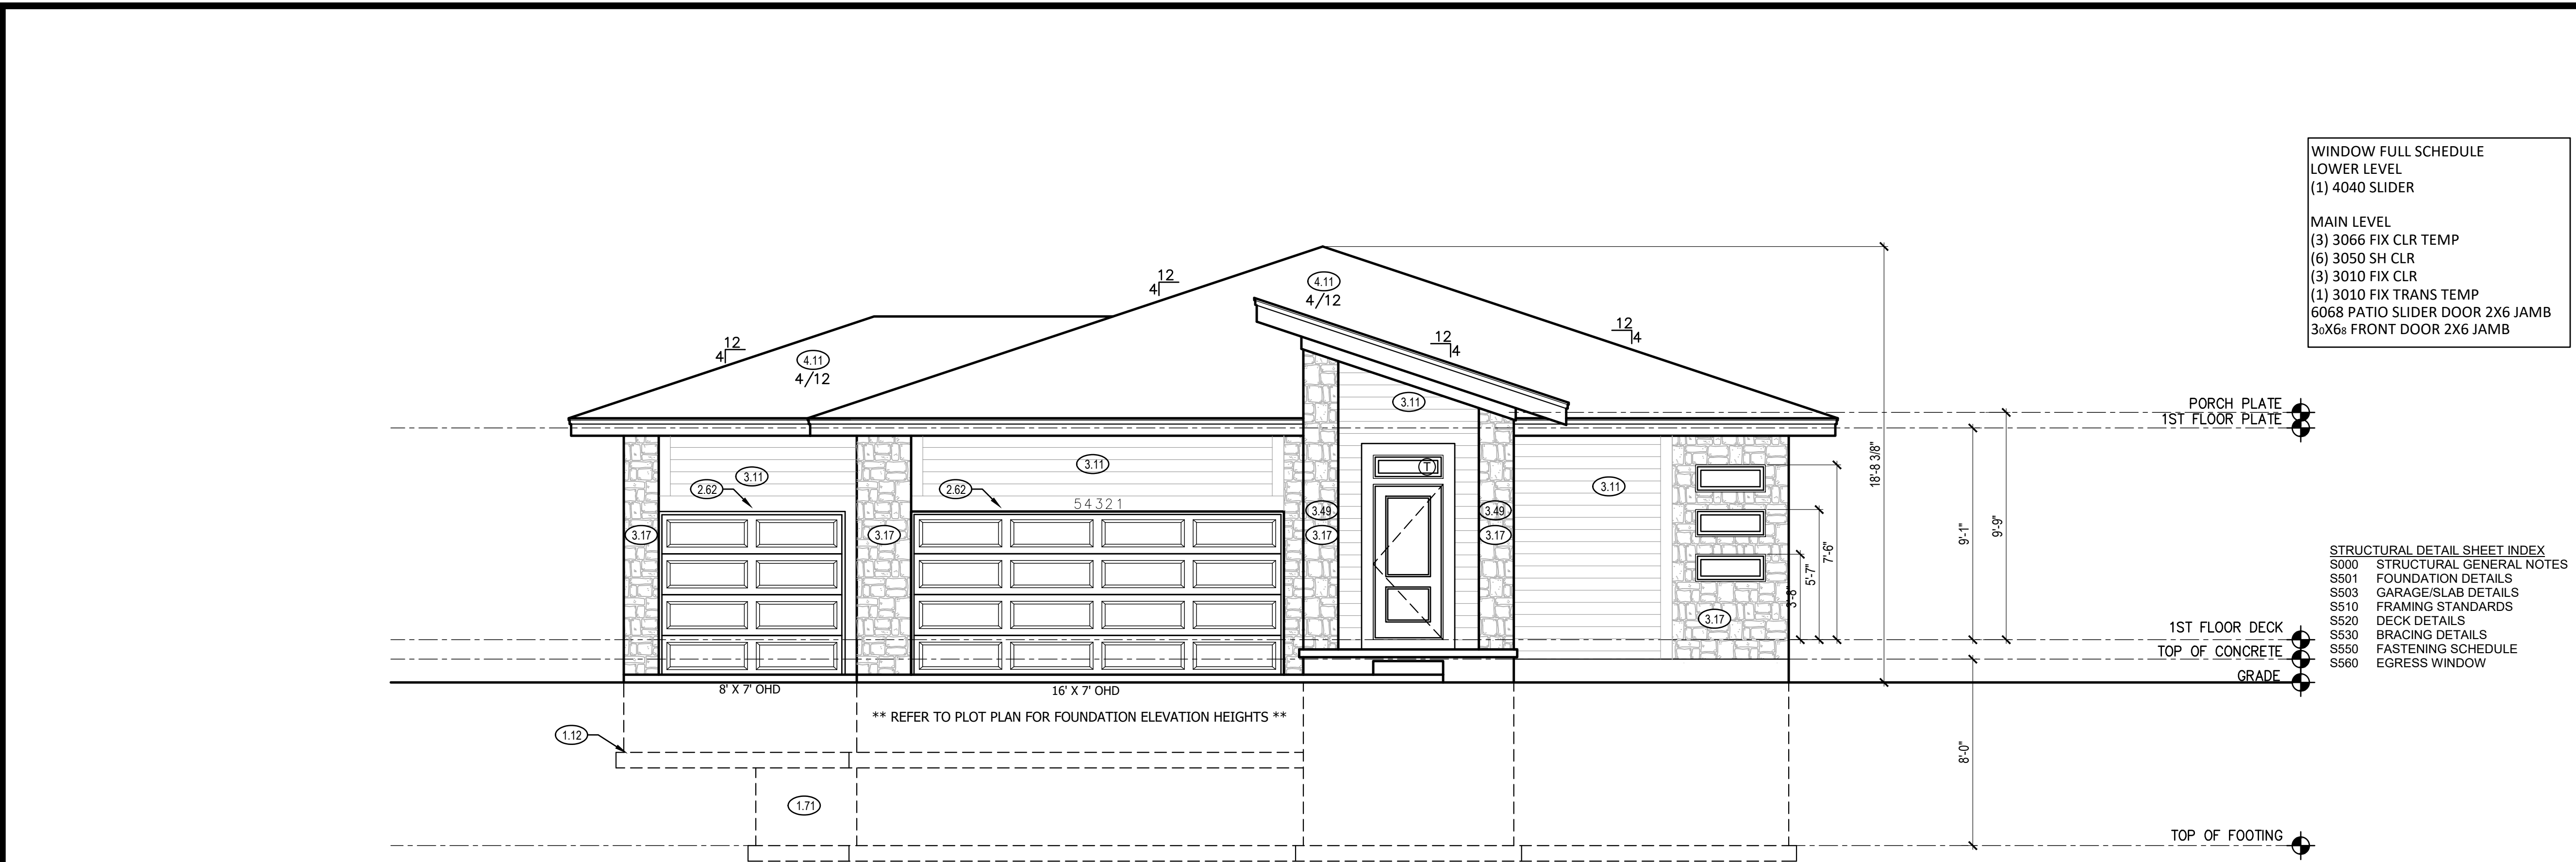 WINDOW FULL SCHEDULE
LOWER LEVEL
(1) 4040 SLIDER
MAIN LEVEL
(3) 3066 FIX CLR TEMP
(6) 3050 SH CLR
(3) 3010 FIX CLR
(1) 3010 FIX TRANS TEMP
6068 PATIO SLIDER DOOR 2X6 JAMB
3₀X6₈ FRONT DOOR 2X6 JAMB
12
4
12
4
4.11
4/12
12
4
12
4
4.11
4/12
PORCH PLATE
1ST FLOOR PLATE
18'-8 3/8"
3.11
3.11
3.11
3.11
2.62
2.62
54321
T
3.49
3.49
3.17
3.17
3.17
3.17
3.17
7'-6"
5'-7"
3'-8"
9'-1"
9'-9"
STRUCTURAL DETAIL SHEET INDEX
S000 STRUCTURAL GENERAL NOTES
S501 FOUNDATION DETAILS
S503 GARAGE/SLAB DETAILS
S510 FRAMING STANDARDS
S520 DECK DETAILS
S530 BRACING DETAILS
S550 FASTENING SCHEDULE
S560 EGRESS WINDOW
1ST FLOOR DECK
TOP OF CONCRETE
GRADE
8' X 7' OHD
16' X 7' OHD
** REFER TO PLOT PLAN FOR FOUNDATION ELEVATION HEIGHTS **
1.12
8'-0"
1.71
TOP OF FOOTING